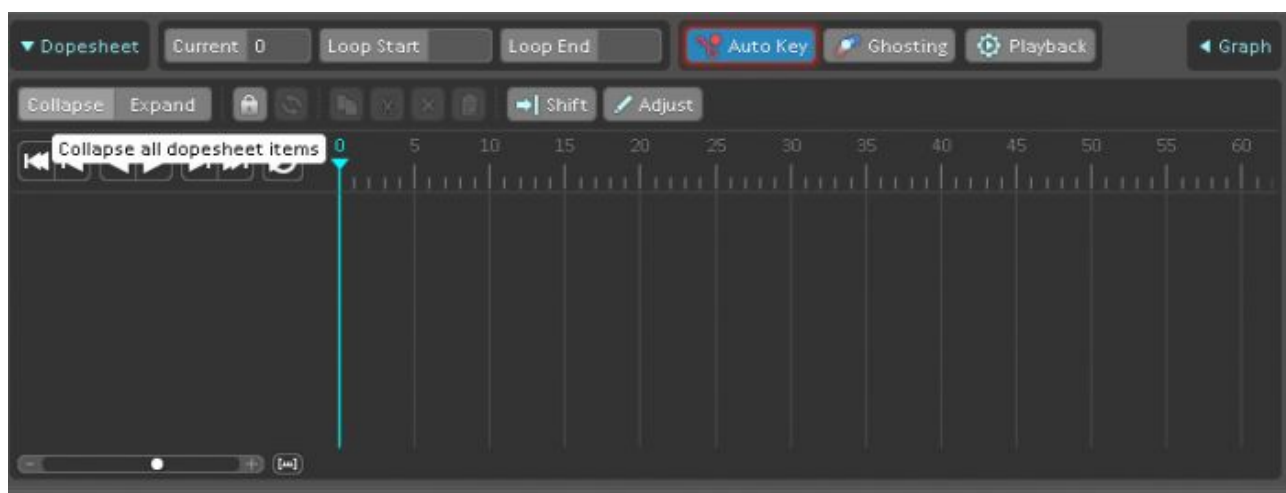 Dopesheet Current 0 Loop Start Loop End Auto Key Ghosting Playback Graph
Collapse Expand Shift Adjust
Collapse all dopesheet items
0 5 10 15 20 25 30 35 40 45 50 55 60